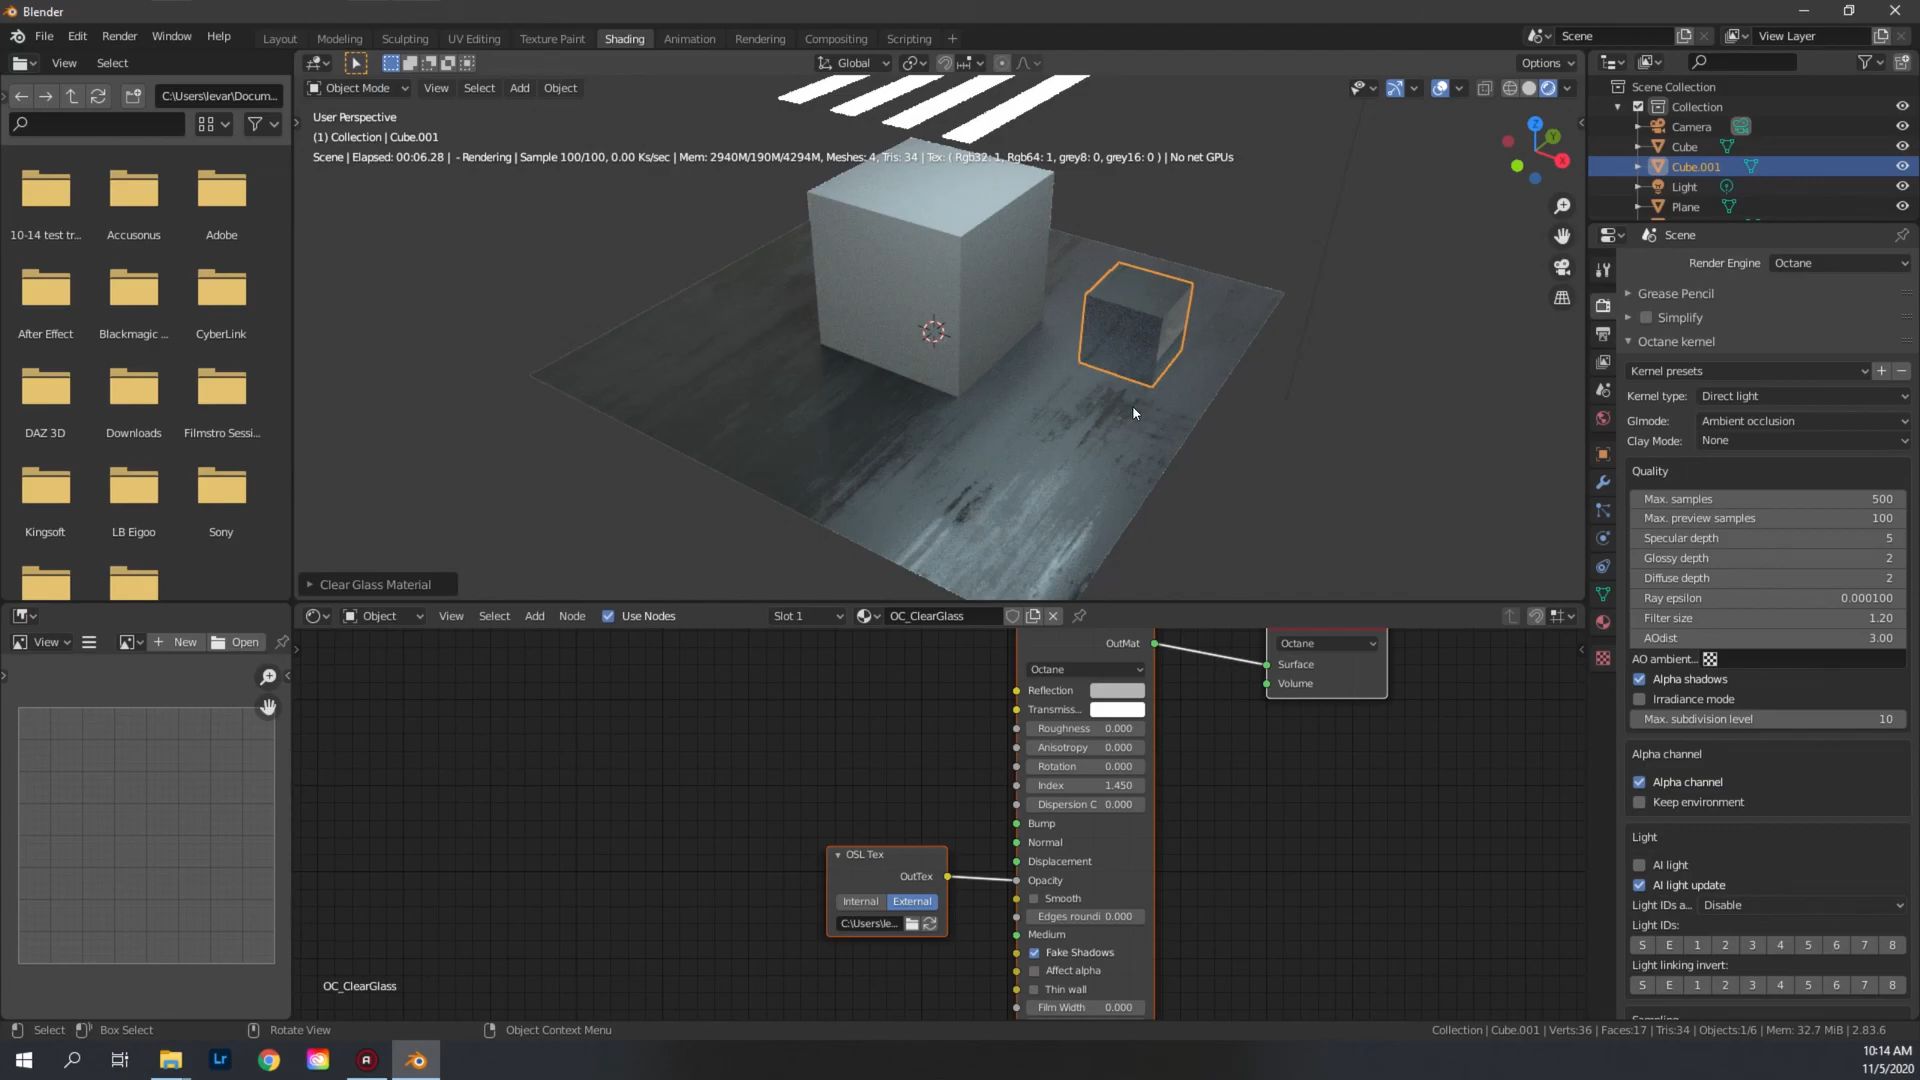 Blender
File Edit Render Window Help
Layout Modeling Sculpting UV Editing Texture Paint Shading Animation Rendering Compositing Scripting
Scene
View Layer
View Select
Global
Options
C:\Users\levar\Docum...
Object Mode View Select Add Object
User Perspective
(1) Collection | Cube.001
Scene | Elapsed: 00:06.28 | - Rendering | Sample 100/100, 0.00 Ks/sec | Mem: 2940M/190M/4294M, Meshes: 4, Tris: 34 | Tex: ( Rgb32: 1, Rgb64: 1, grey8: 0, grey16: 0 ) | No net GPUs
Z
Y
X
10-14 test tr... Accusonus Adobe
After Effect Blackmagic ... CyberLink
DAZ 3D Downloads Filmstro Sessi...
Kingsoft LB Eigoo Sony
Clear Glass Material
Scene Collection
Collection
Camera
Cube
Cube.001
Light
Plane
Scene
Render Engine Octane
Grease Pencil
Simplify
Octane kernel
Kernel presets
Kernel type: Direct light
GImode: Ambient occlusion
Clay Mode: None
Quality
Max. samples 500
Max. preview samples 100
Specular depth 5
Glossy depth 2
Diffuse depth 2
Ray epsilon 0.000100
Filter size 1.20
AOdist 3.00
AO ambient...
Alpha shadows
Irradiance mode
Max. subdivision level 10
Alpha channel
Alpha channel
Keep environment
Light
AI light
AI light update
Light IDs a... Disable
Light IDs:
S E 1 2 3 4 5 6 7 8
Light linking invert:
S E 1 2 3 4 5 6 7 8
View New Open
Object View Select Add Node Use Nodes Slot 1 OC_ClearGlass
OutMat
Octane
Reflection
Transmiss...
Roughness 0.000
Anisotropy 0.000
Rotation 0.000
Index 1.450
Dispersion C 0.000
Bump
Normal
Displacement
Opacity
Smooth
Edges roundi 0.000
Medium
Fake Shadows
Affect alpha
Thin wall
Film Width 0.000
Octane
Surface
Volume
OSL Tex
OutTex
Internal External
C:\Users\le...
OC_ClearGlass
Select Box Select Rotate View Object Context Menu
Collection | Cube.001 | Verts:36 | Faces:17 | Tris:34 | Objects:1/6 | Mem: 32.7 MiB | 2.83.6
Lr
10:14 AM
11/5/2020